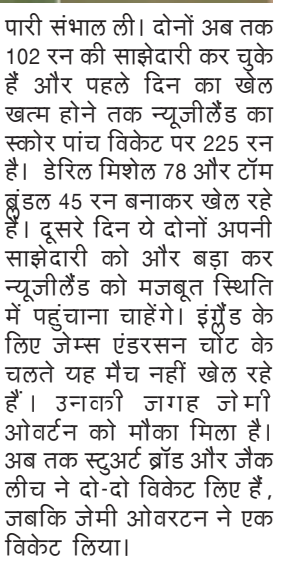 पारी संभाल ली। दोनों अब तक
102 रन की साझेदारी कर चुके
हैं और पहले दिन का खेल
खत्म होने तक न्यूजीलैंड का
स्कोर पांच विकेट पर 225 रन
है। डेरिल मिशेल 78 और टॉम
ब्लंडल 45 रन बनाकर खेल रहे
हैं। दूसरे दिन ये दोनों अपनी
साझेदारी को और बड़ा कर
न्यूजीलैंड को मजबूत स्थिति
में पहुंचाना चाहेंगे। इंग्लैंड के
लिए जेम्स एंडरसन चोट के
चलते यह मैच नहीं खेल रहे
हैं। उनकी जगह जेमी
ओवर्टन को मौका मिला है।
अब तक स्टुअर्ट ब्रॉड और जैक
लीच ने दो-दो विकेट लिए हैं,
जबकि जेमी ओवरटन ने एक
विकेट लिया।